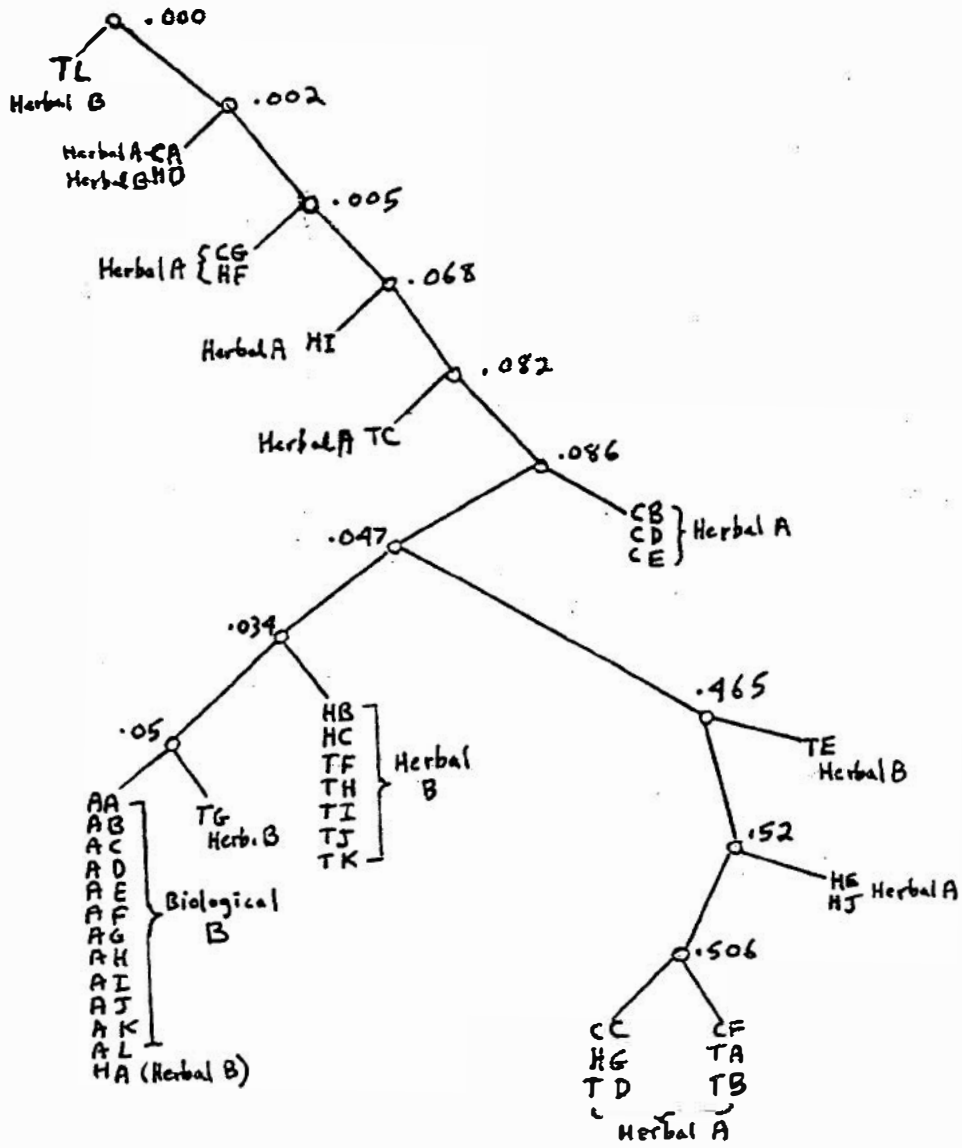 .000
TL
Herbal B
.002
Herbal A-CA
Herbal B HD
.005
Herbal A { CG
HF
.068
Herbal A HI
.082
Herbal A TC
.086
CB
CD } Herbal A
CE
.047
.034
HB
HC
TF
TH } Herbal B
TI
TJ
TK
.465
TE
Herbal B
.05
TG
Herb. B
AA
AB
AC
AD
AE
AF } Biological B
AG
AH
AI
AJ
AK
AL
HA (Herbal B)
.52
HE
HJ Herbal A
.506
CC CF
HG TA
TD TB
Herbal A